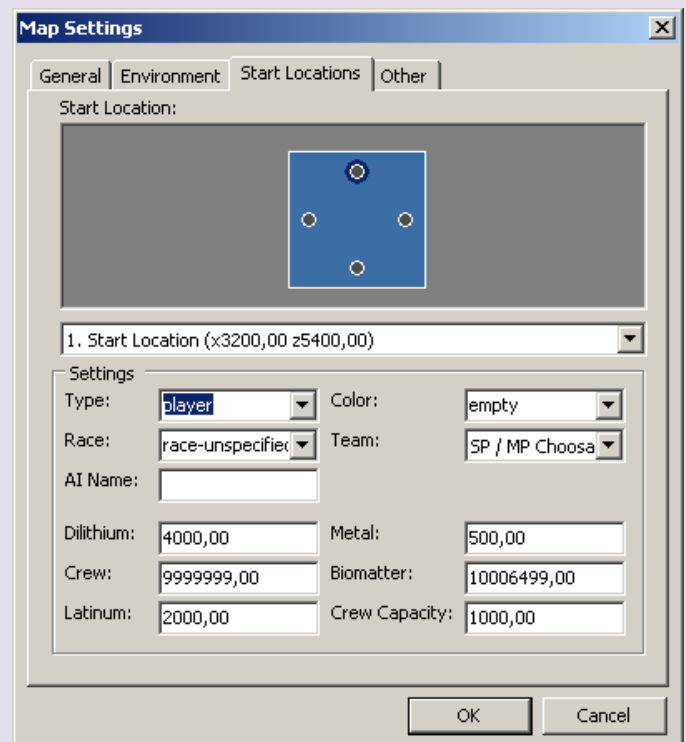 Map Settings
General Environment Start Locations Other
Start Location:
1. Start Location (x3200,00 z5400,00)
Settings
Type: player Color: empty
Race: race-unspecified Team: SP / MP Choosa
AI Name:
Dilithium: 4000,00 Metal: 500,00
Crew: 9999999,00 Biomatter: 10006499,00
Latinum: 2000,00 Crew Capacity: 1000,00
OK Cancel